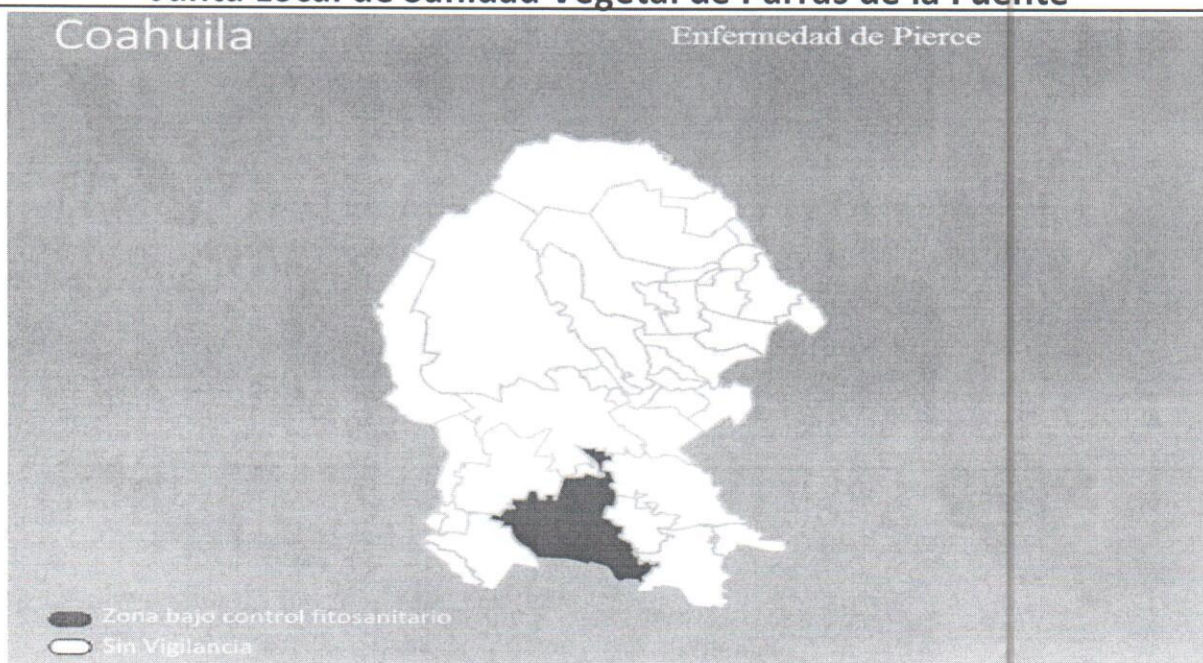 Junta Local de Sanidad Vegetal de Parras de la Fuente
Coahuila
Enfermedad de Pierce
Zona bajo control fitosanitario
Sin Vigilancia